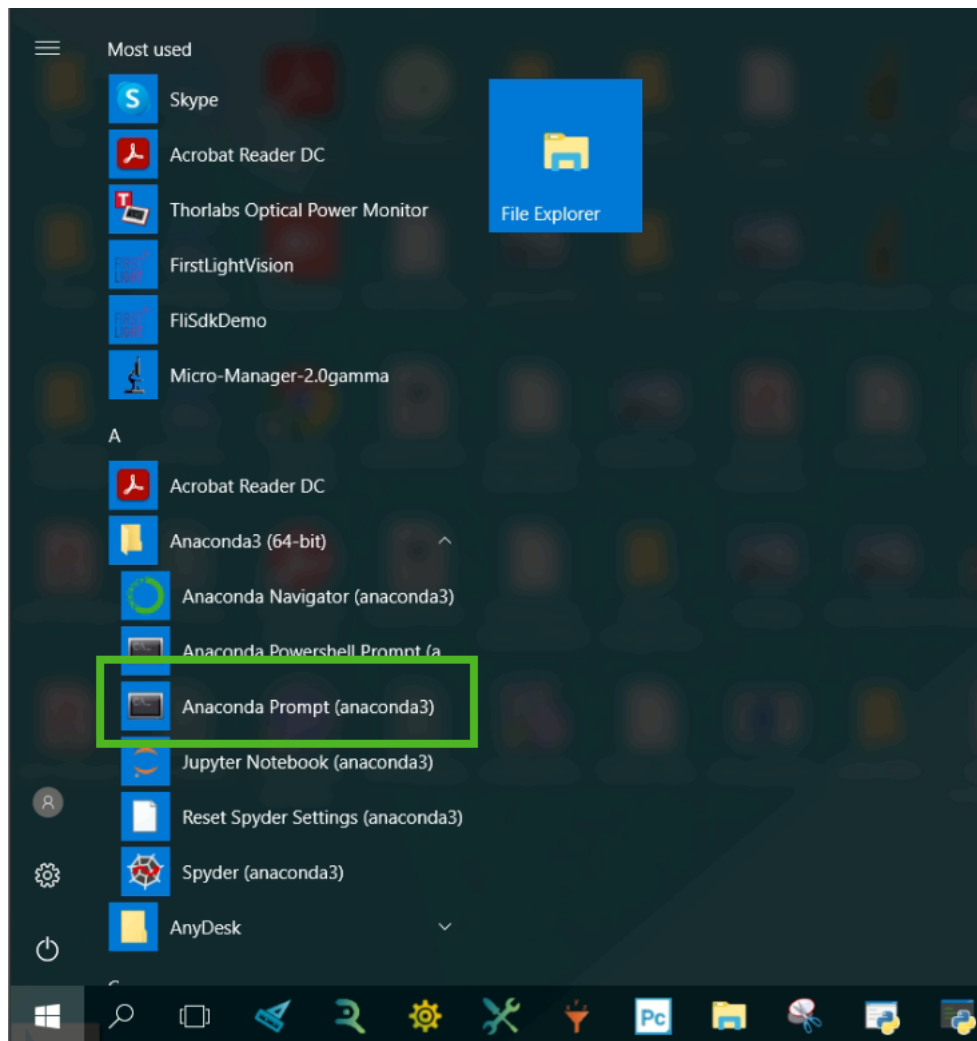 Most used
Skype
Acrobat Reader DC
Thorlabs Optical Power Monitor
File Explorer
FirstLightVision
FliSdkDemo
Micro-Manager-2.0gamma
A
Acrobat Reader DC
Anaconda3 (64-bit)
Anaconda Navigator (anaconda3)
Anaconda Powershell Prompt (a
Anaconda Prompt (anaconda3)
Jupyter Notebook (anaconda3)
Reset Spyder Settings (anaconda3)
Spyder (anaconda3)
AnyDesk
Pc